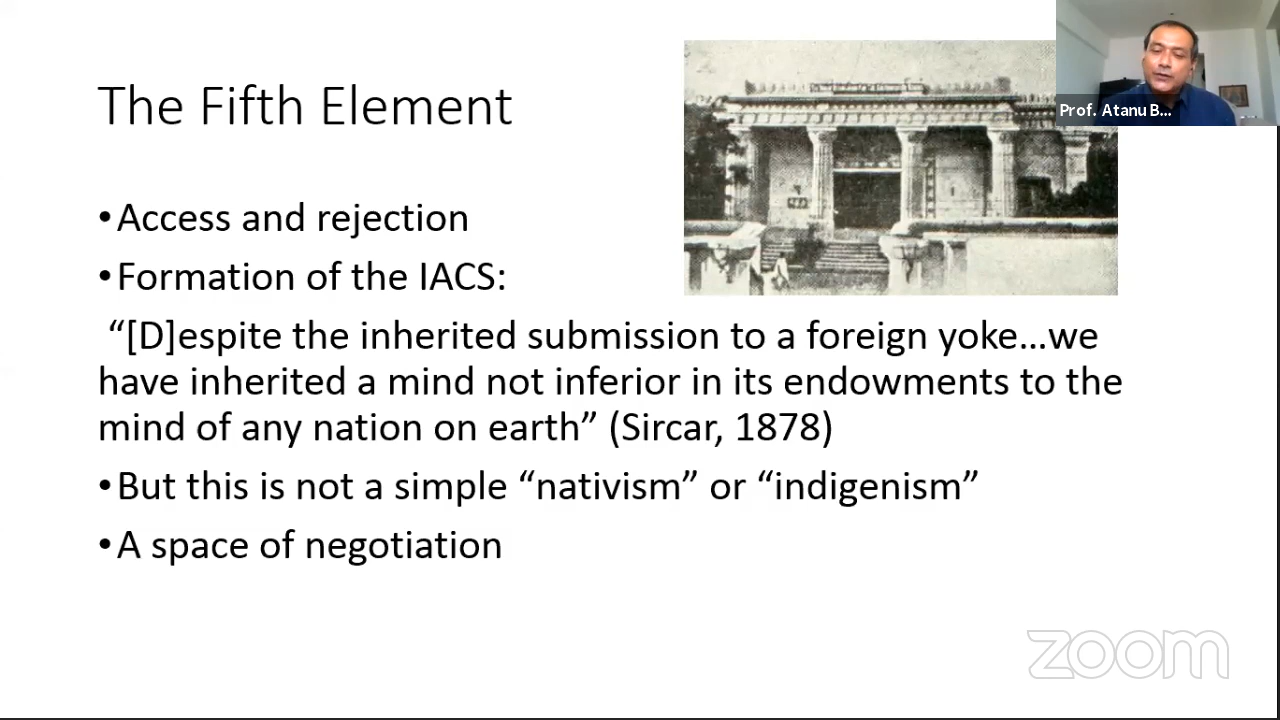 The Fifth Element
Prof. Atanu B...
•Access and rejection
•Formation of the IACS:
“[D]espite the inherited submission to a foreign yoke…we
have inherited a mind not inferior in its endowments to the
mind of any nation on earth” (Sircar, 1878)
•But this is not a simple “nativism” or “indigenism”
•A space of negotiation
zoom